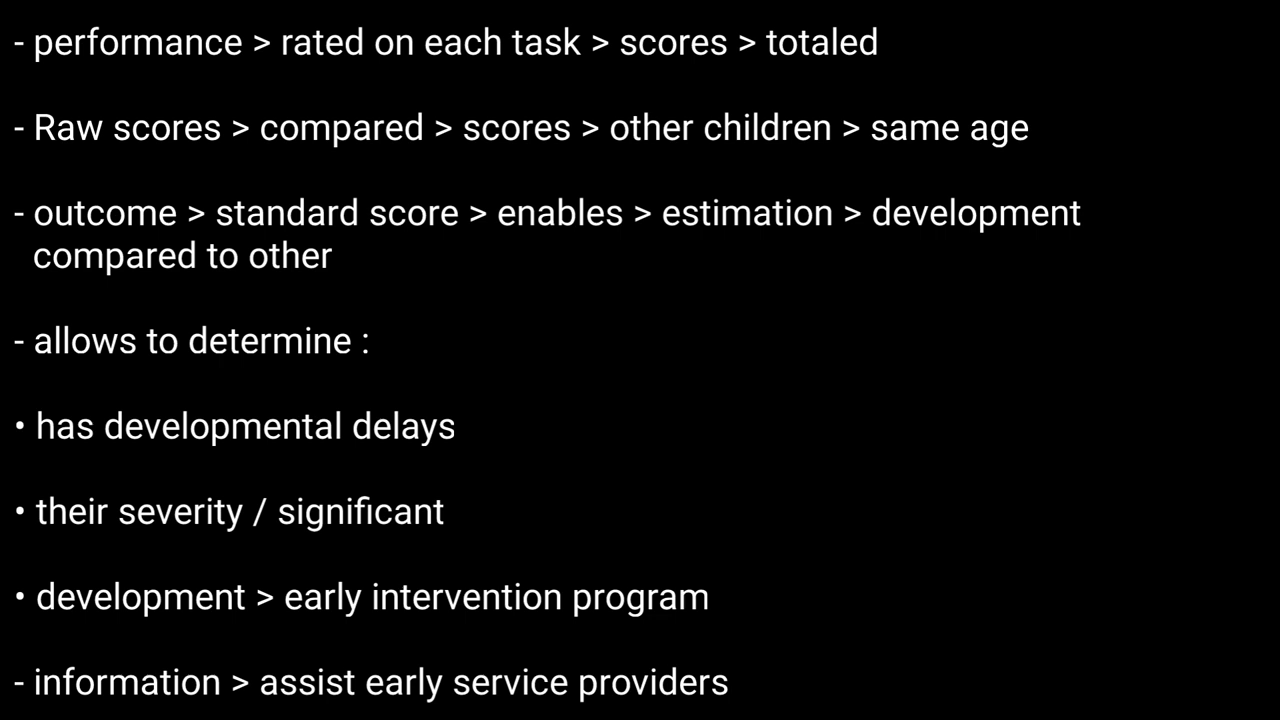 - performance > rated on each task > scores > totaled
- Raw scores > compared > scores > other children > same age
- outcome > standard score > enables > estimation > development
compared to other
- allows to determine :
• has developmental delays
• their severity / significant
• development > early intervention program
- information > assist early service providers